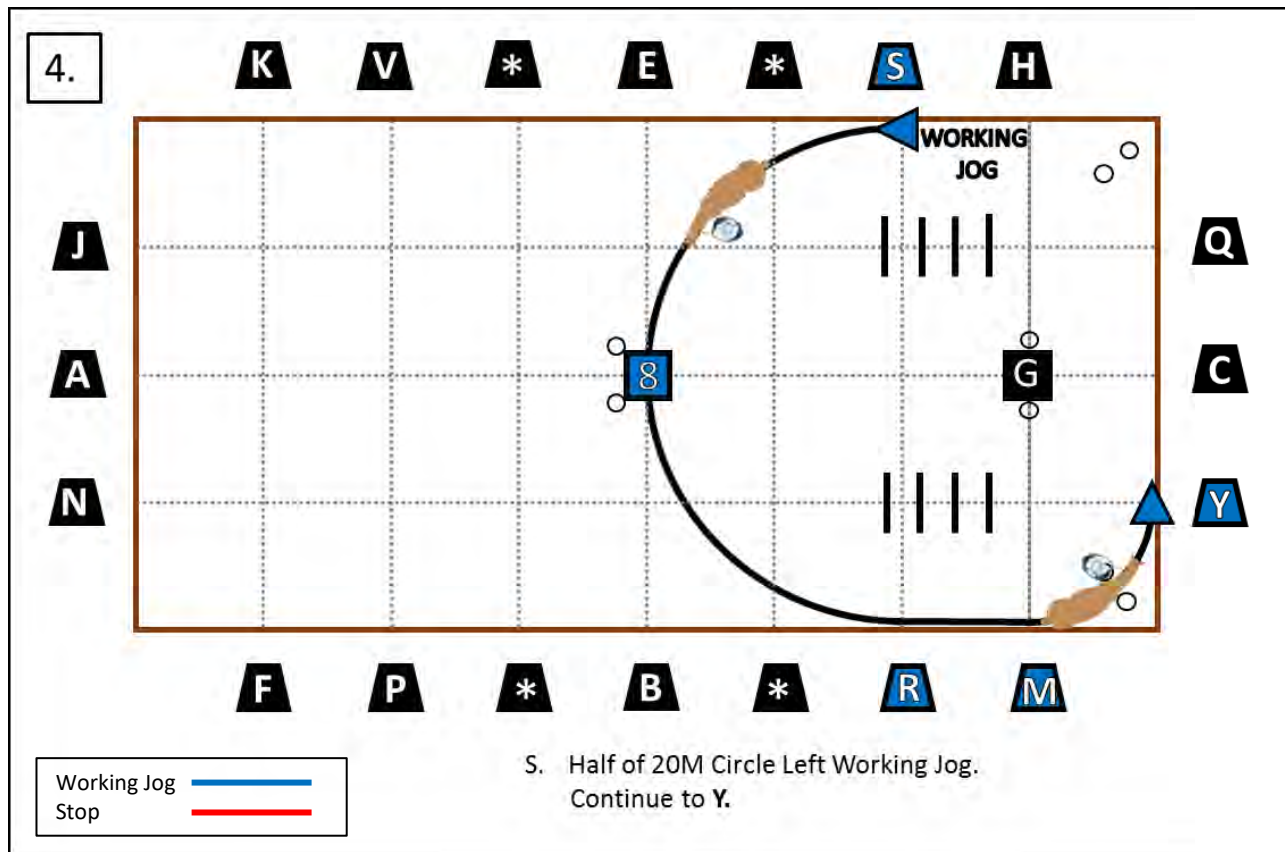 4.
K V * E * S H
WORKING
JOG
J Q
A 8 G C
N Y
F P * B * R M
Working Jog
Stop
S. Half of 20M Circle Left Working Jog.
Continue to Y.